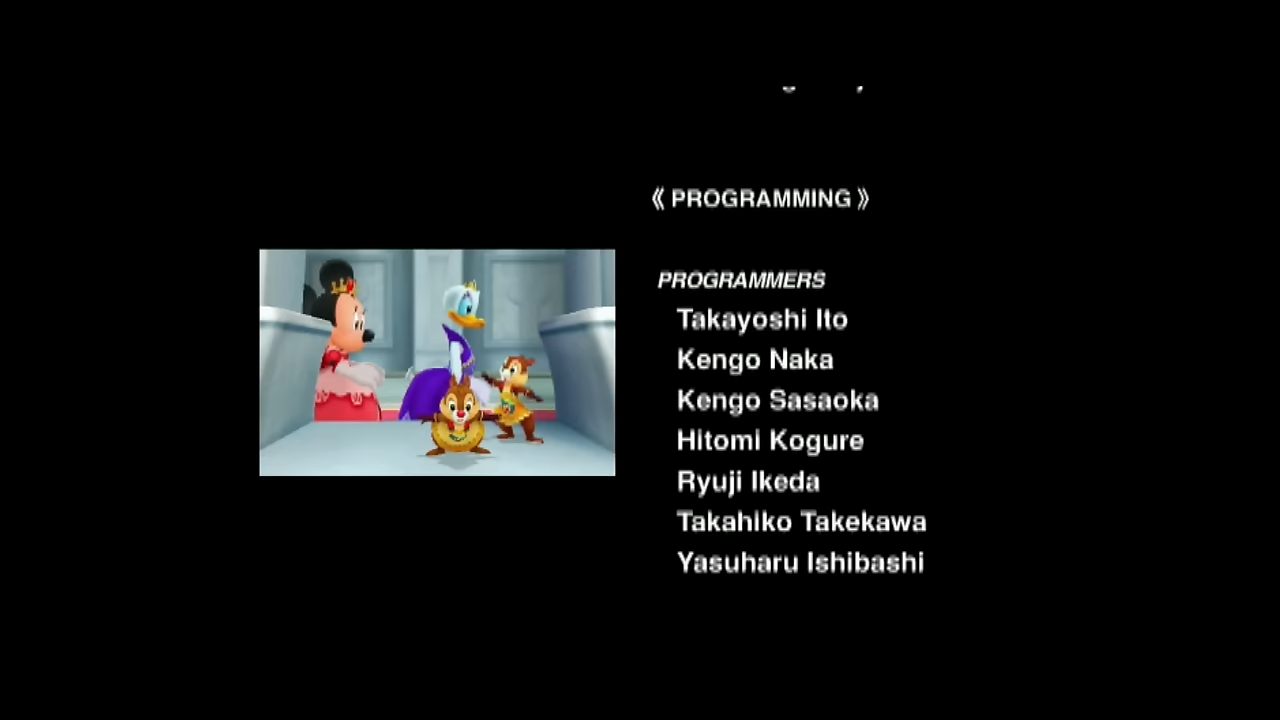 《 PROGRAMMING 》
PROGRAMMERS
Takayoshi Ito
Kengo Naka
Kengo Sasaoka
Hitomi Kogure
Ryuji Ikeda
Takahiko Takekawa
Yasuharu Ishibashi